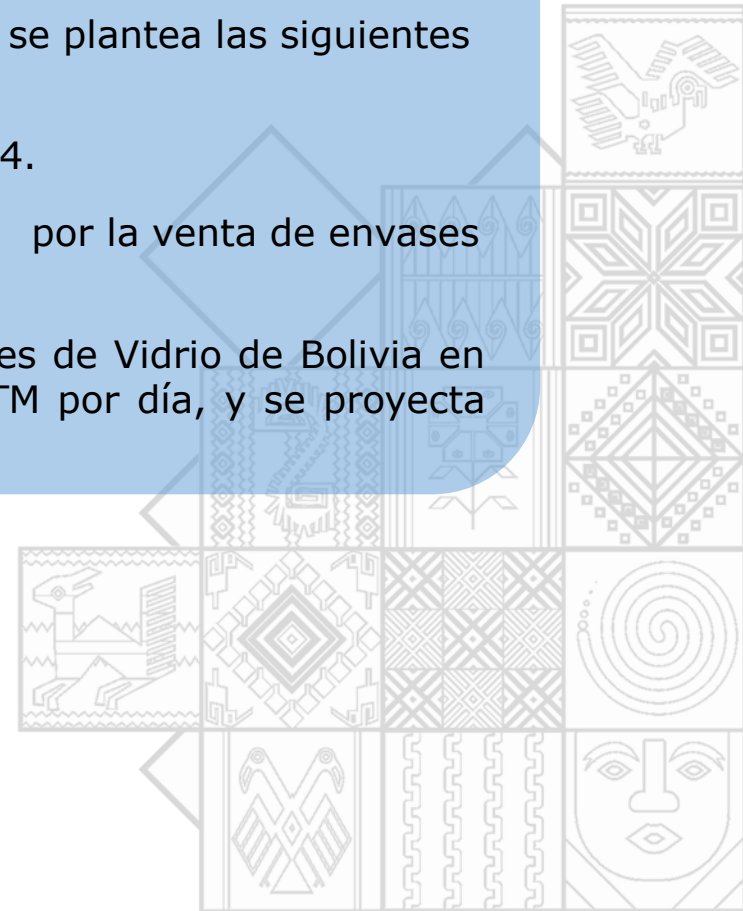 se plantea las siguientes
4.
por la venta de envases
es de Vidrio de Bolivia en
TM por día, y se proyecta